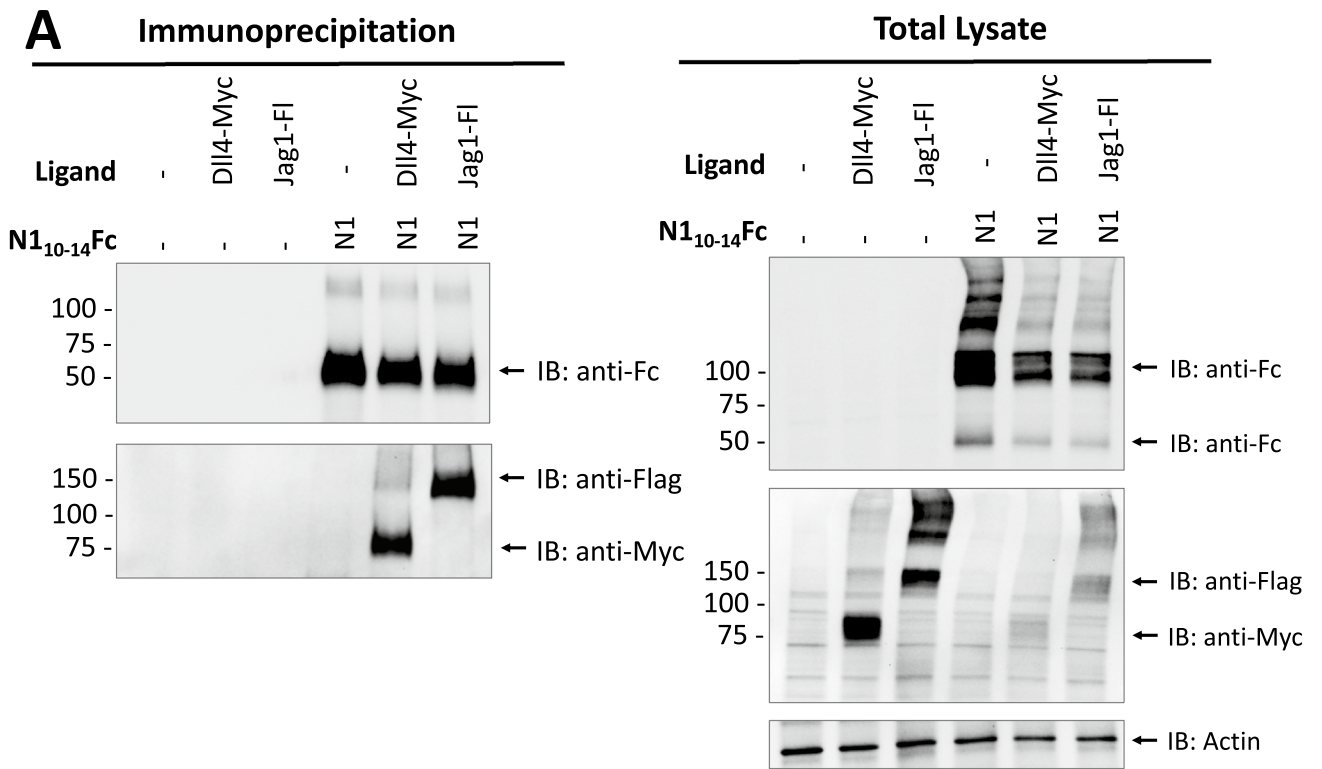 A
Immunoprecipitation
Ligand - Dll4-Myc Jag1-Fl - Dll4-Myc Jag1-Fl
N110-14Fc - - - N1 N1 N1
100 -
75 -
50 -
IB: anti-Fc
150 -
100 -
75 -
IB: anti-Flag
IB: anti-Myc
Total Lysate
Ligand - Dll4-Myc Jag1-Fl - Dll4-Myc Jag1-Fl
N110-14Fc - - - N1 N1 N1
100 -
75 -
50 -
IB: anti-Fc
IB: anti-Fc
150 -
100 -
75 -
IB: anti-Flag
IB: anti-Myc
IB: Actin